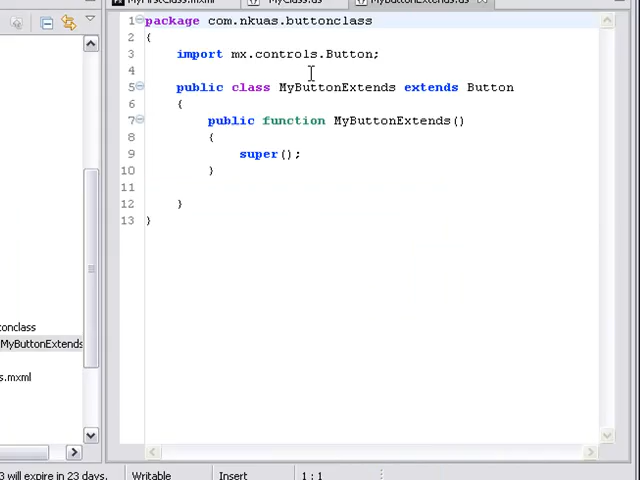 MyFirstClass.mxml MyClass.as MyButtonExtends.as
1 package com.nkuas.buttonclass
2 {
3 import mx.controls.Button;
4
5 public class MyButtonExtends extends Button
6 {
7 public function MyButtonExtends()
8 {
9 super();
10 }
11
12 }
13 }
onclass
MyButtonExtends
s.mxml
3 will expire in 23 days. Writable Insert 1 : 1